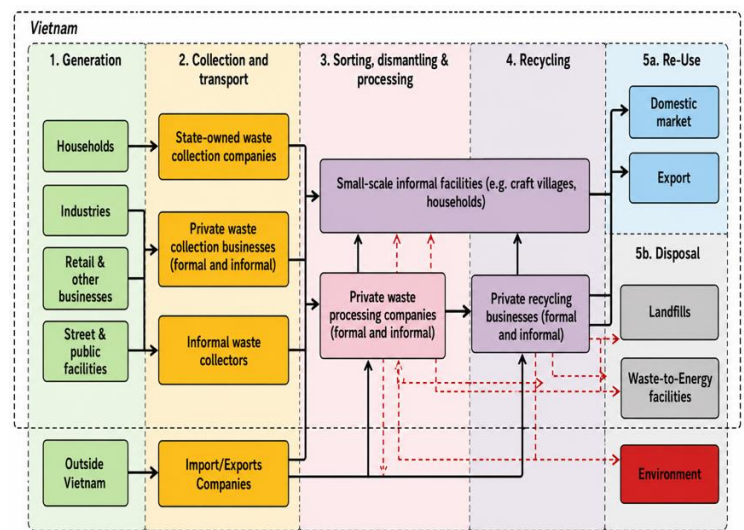 Vietnam
1. Generation
2. Collection and
transport
3. Sorting, dismantling &
processing
4. Recycling
5a. Re-Use
Households
Industries
Retail &
other
businesses
Street &
public
facilities
Outside
Vietnam
State-owned waste
collection companies
Private waste
collection businesses
(formal and informal)
Informal waste
collectors
Import/Exports
Companies
Small-scale informal facilities (e.g. craft villages,
households)
Private waste
processing companies
(formal and informal)
Private recycling
businesses (formal
and informal)
Domestic
market
Export
5b. Disposal
Landfills
Waste-to-Energy
facilities
Environment